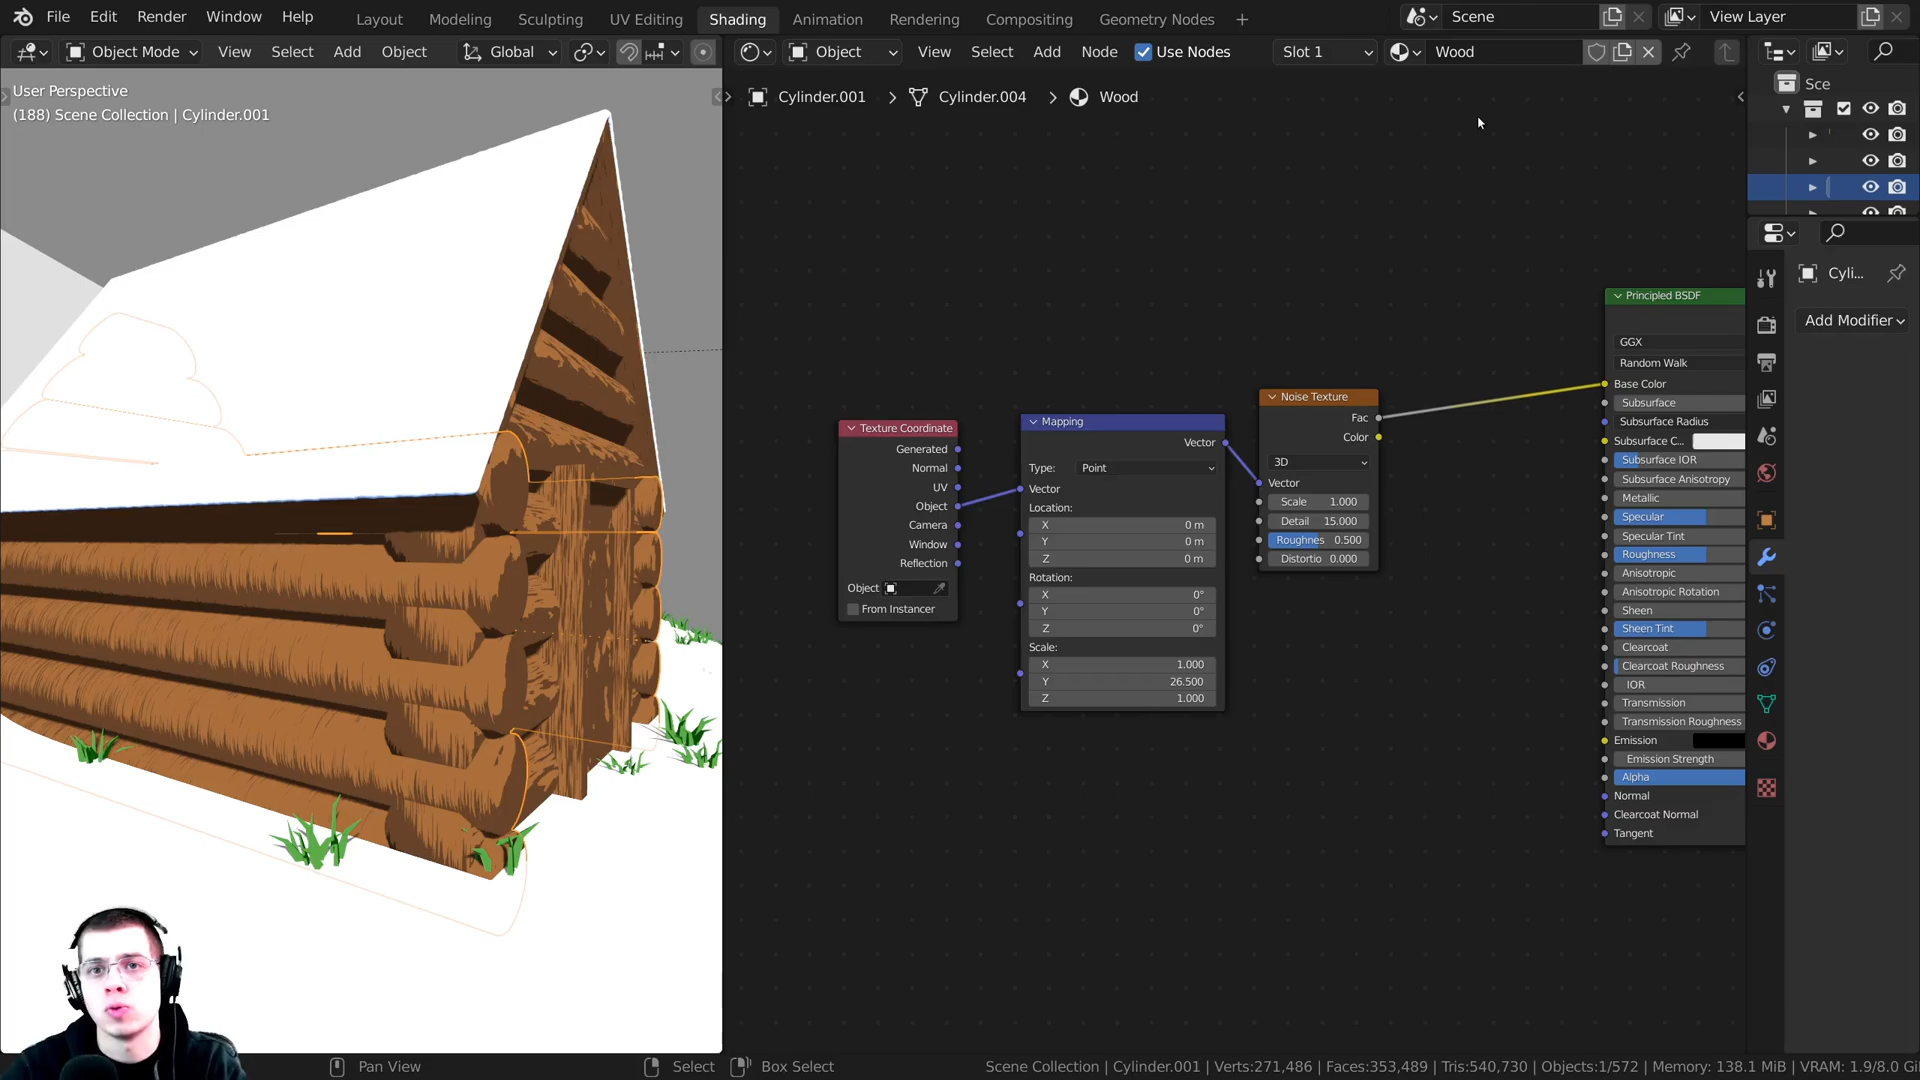 File Edit Render Window Help Layout Modeling Sculpting UV Editing Shading Animation Rendering Compositing Geometry Nodes Scene View Layer
Object Mode View Select Add Object Global Object View Select Add Node Use Nodes Slot 1 Wood
User Perspective
(188) Scene Collection | Cylinder.001
Cylinder.001 Cylinder.004 Wood
Sce
Cyli...
Add Modifier
Texture Coordinate
Generated
Normal
UV
Object
Camera
Window
Reflection
Object
From Instancer
Mapping
Vector
Type: Point
Vector
Location:
X 0 m
Y 0 m
Z 0 m
Rotation:
X 0°
Y 0°
Z 0°
Scale:
X 1.000
Y 26.500
Z 1.000
Noise Texture
Fac
Color
3D
Vector
Scale 1.000
Detail 15.000
Roughnes 0.500
Distortio 0.000
Principled BSDF
GGX
Random Walk
Base Color
Subsurface
Subsurface Radius
Subsurface C...
Subsurface IOR
Subsurface Anisotropy
Metallic
Specular
Specular Tint
Roughness
Anisotropic
Anisotropic Rotation
Sheen
Sheen Tint
Clearcoat
Clearcoat Roughness
IOR
Transmission
Transmission Roughness
Emission
Emission Strength
Alpha
Normal
Clearcoat Normal
Tangent
Pan View Select Box Select Scene Collection | Cylinder.001 | Verts:271,486 | Faces:353,489 | Tris:540,730 | Objects:1/572 | Memory: 138.1 MiB | VRAM: 1.9/8.0 Gi